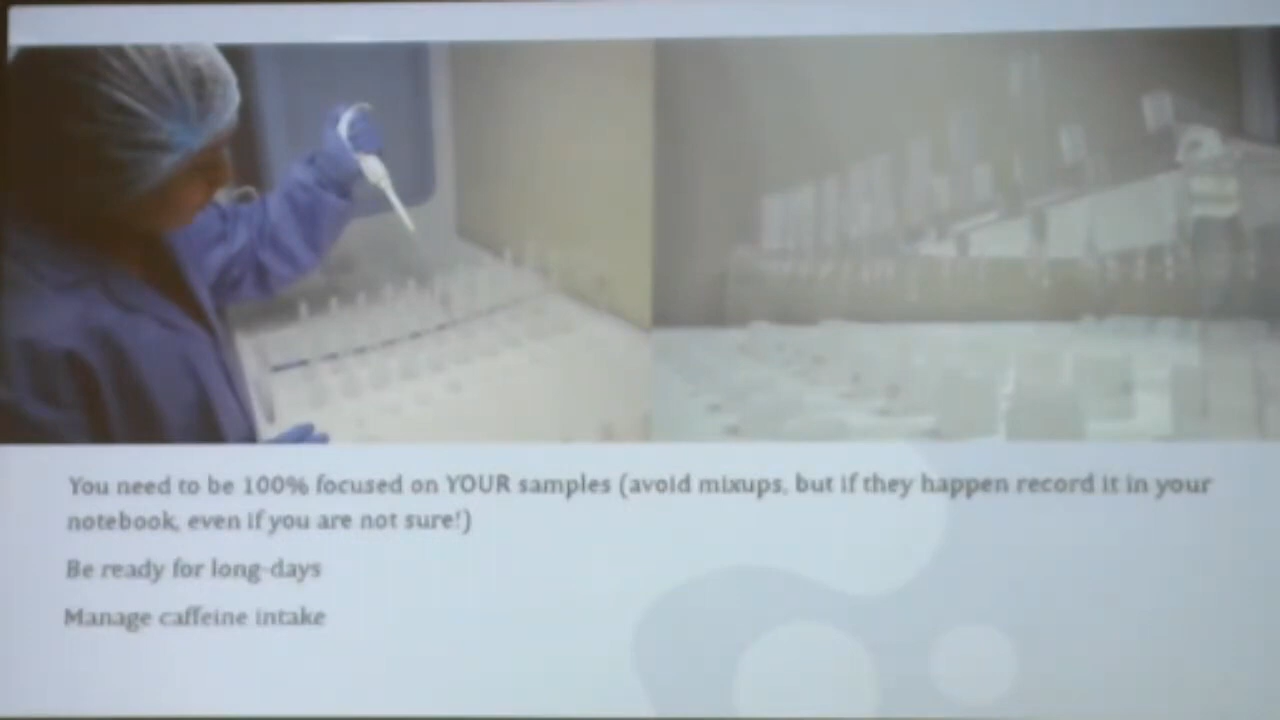 You need to be 100% focused on YOUR samples (avoid mixups, but if they happen record it in your
notebook, even if you are not sure!)
Be ready for long-days
Manage caffeine intake